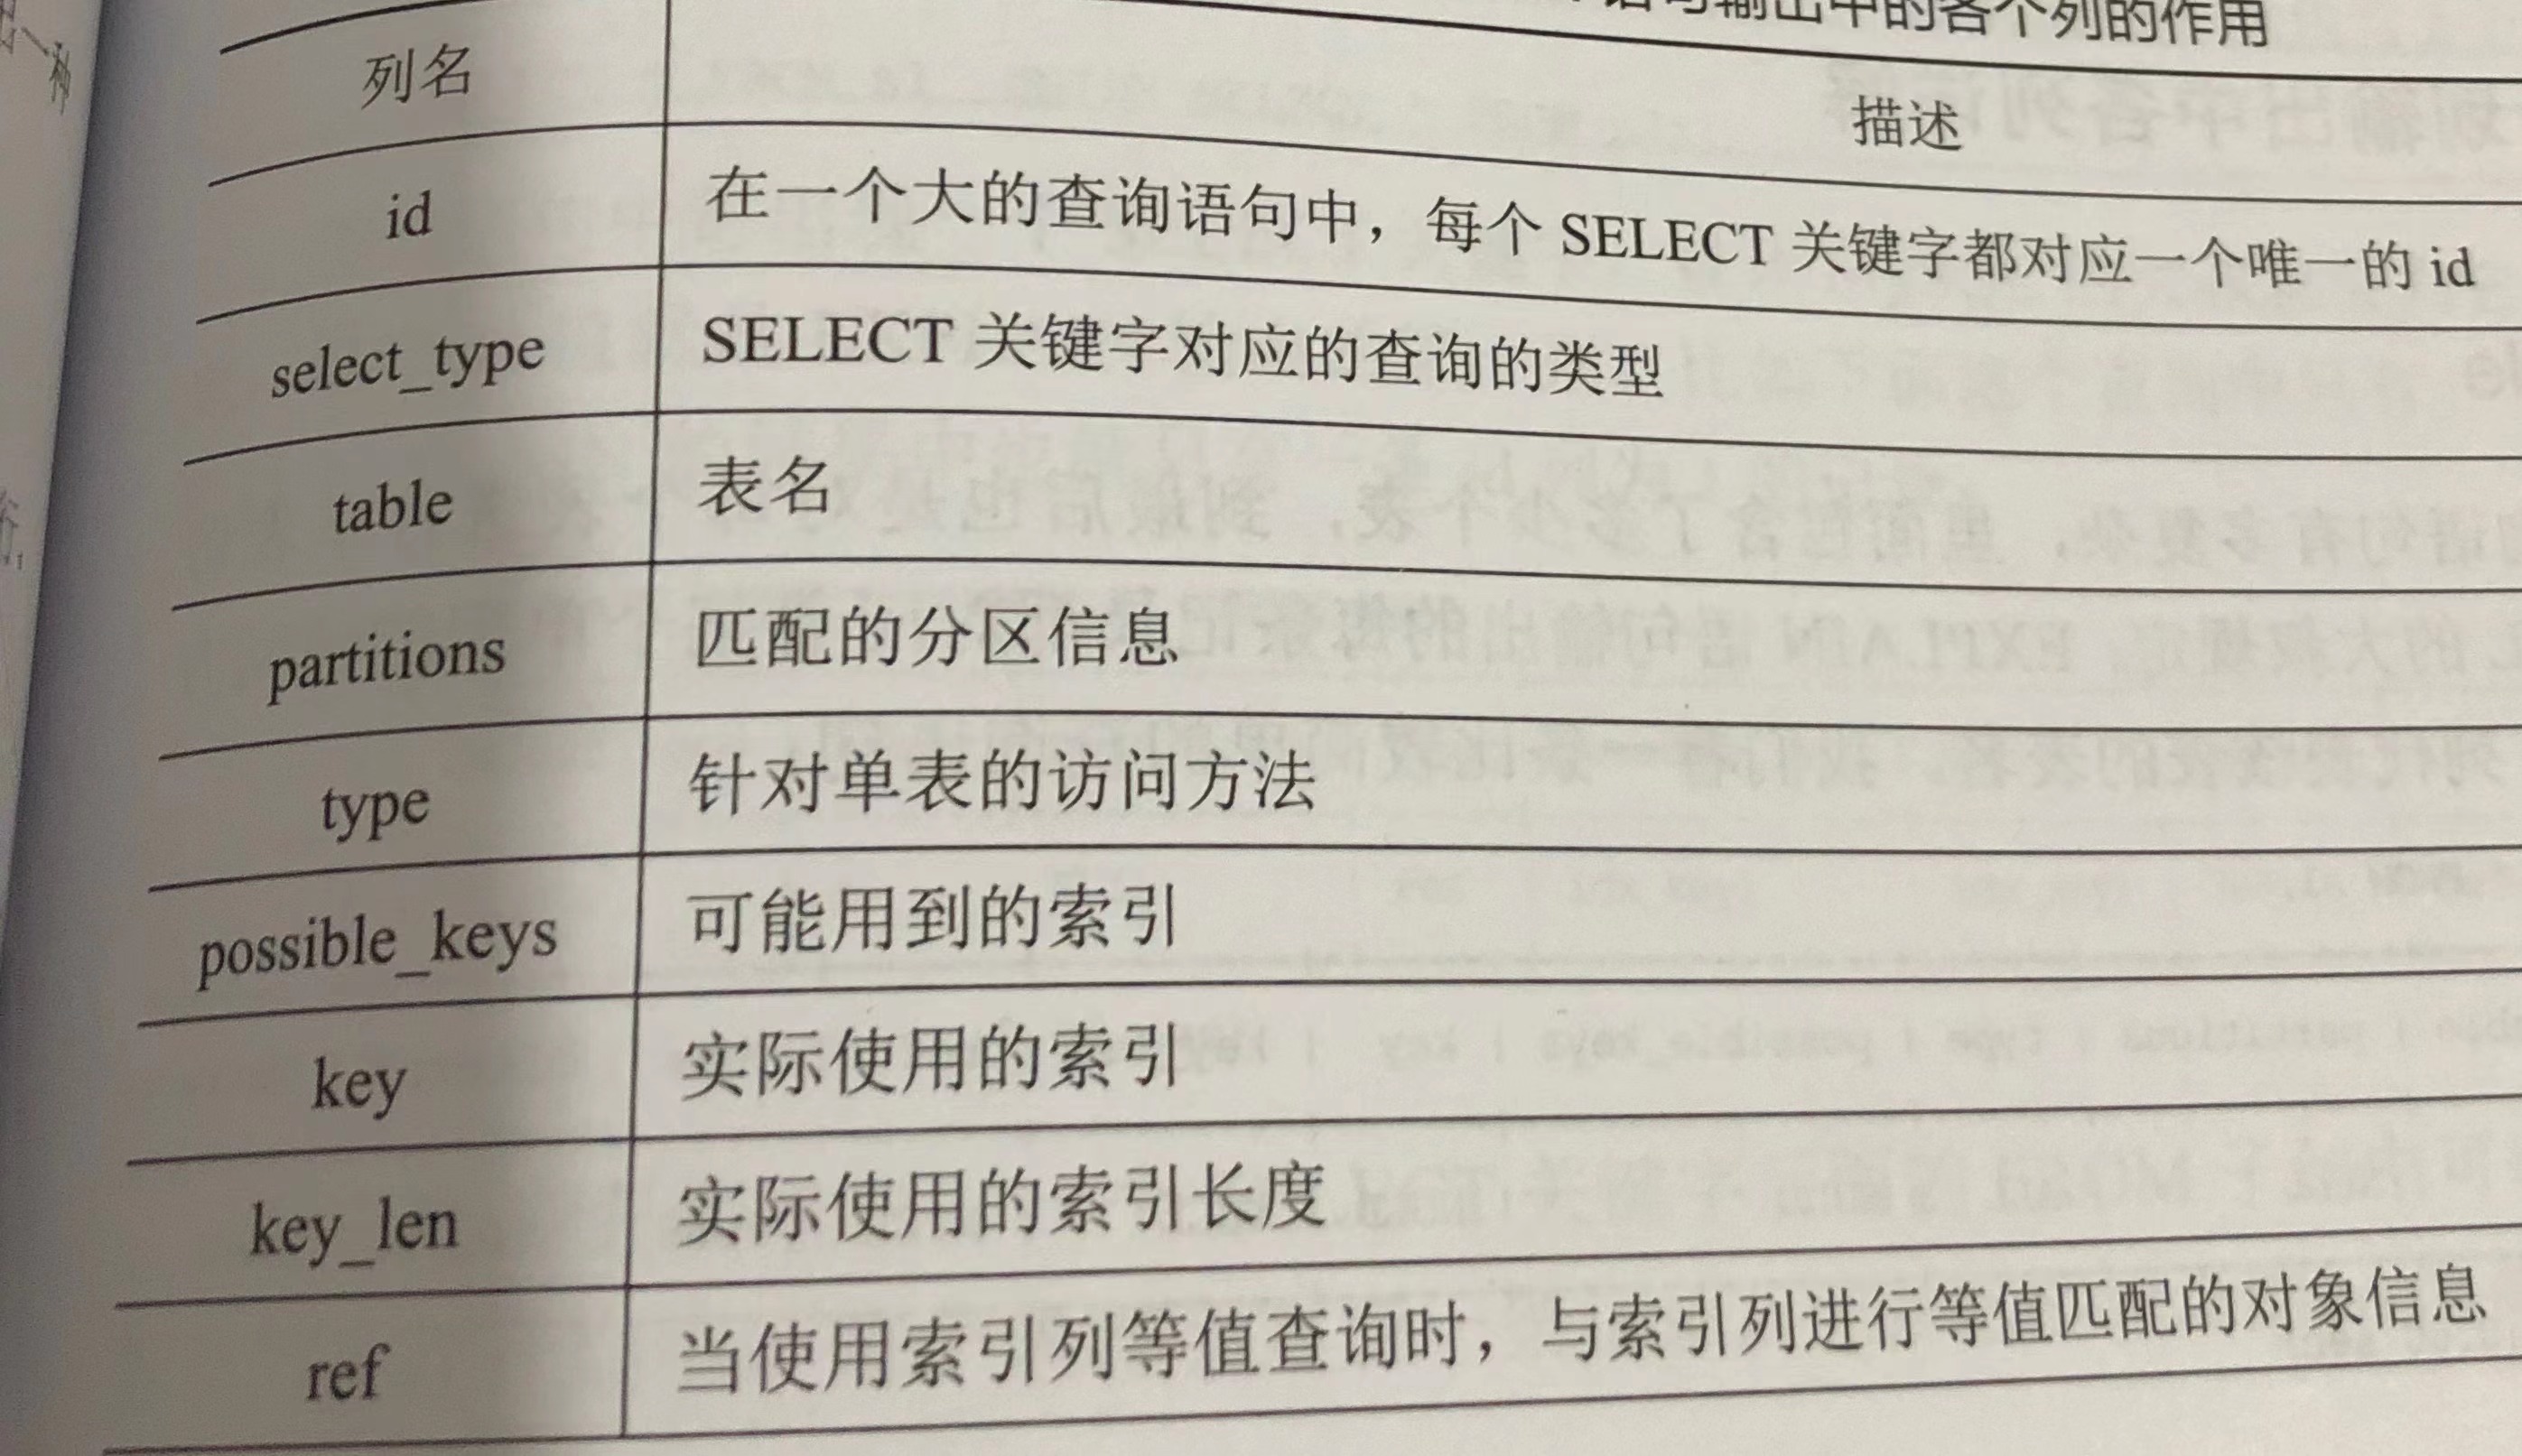 语句输出中的各个列的作用
列名 描述
id 在一个大的查询语句中，每个 SELECT 关键字都对应一个唯一的 id
select_type SELECT 关键字对应的查询的类型
table 表名
partitions 匹配的分区信息
type 针对单表的访问方法
possible_keys 可能用到的索引
key 实际使用的索引
key_len 实际使用的索引长度
ref 当使用索引列等值查询时，与索引列进行等值匹配的对象信息